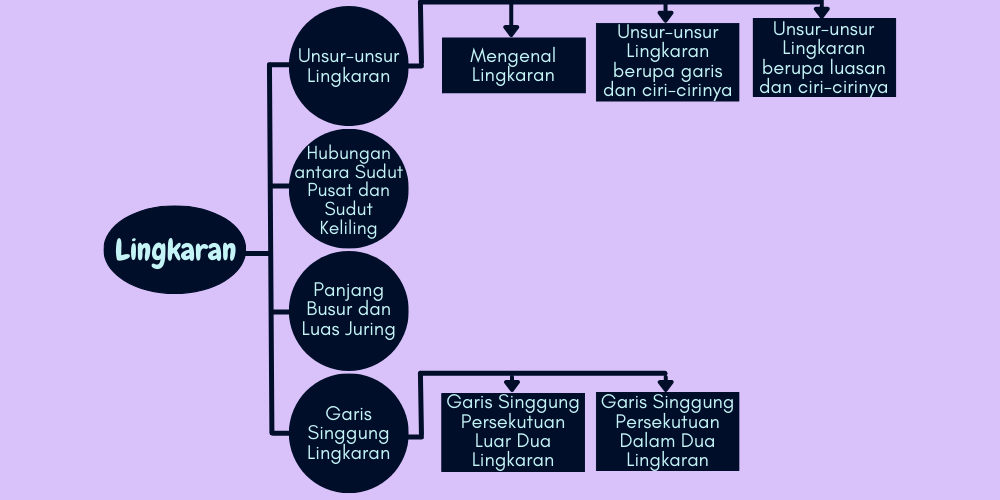 Unsur-unsur
Lingkaran
Mengenal
Lingkaran
Unsur-unsur
Lingkaran
berupa garis
dan ciri-cirinya
Unsur-unsur
Lingkaran
berupa luasan
dan ciri-cirinya
Hubungan
antara Sudut
Pusat dan
Sudut
Keliling
Lingkaran
Panjang
Busur dan
Luas Juring
Garis
Singgung
Lingkaran
Garis Singgung
Persekutuan
Luar Dua
Lingkaran
Garis Singgung
Persekutuan
Dalam Dua
Lingkaran